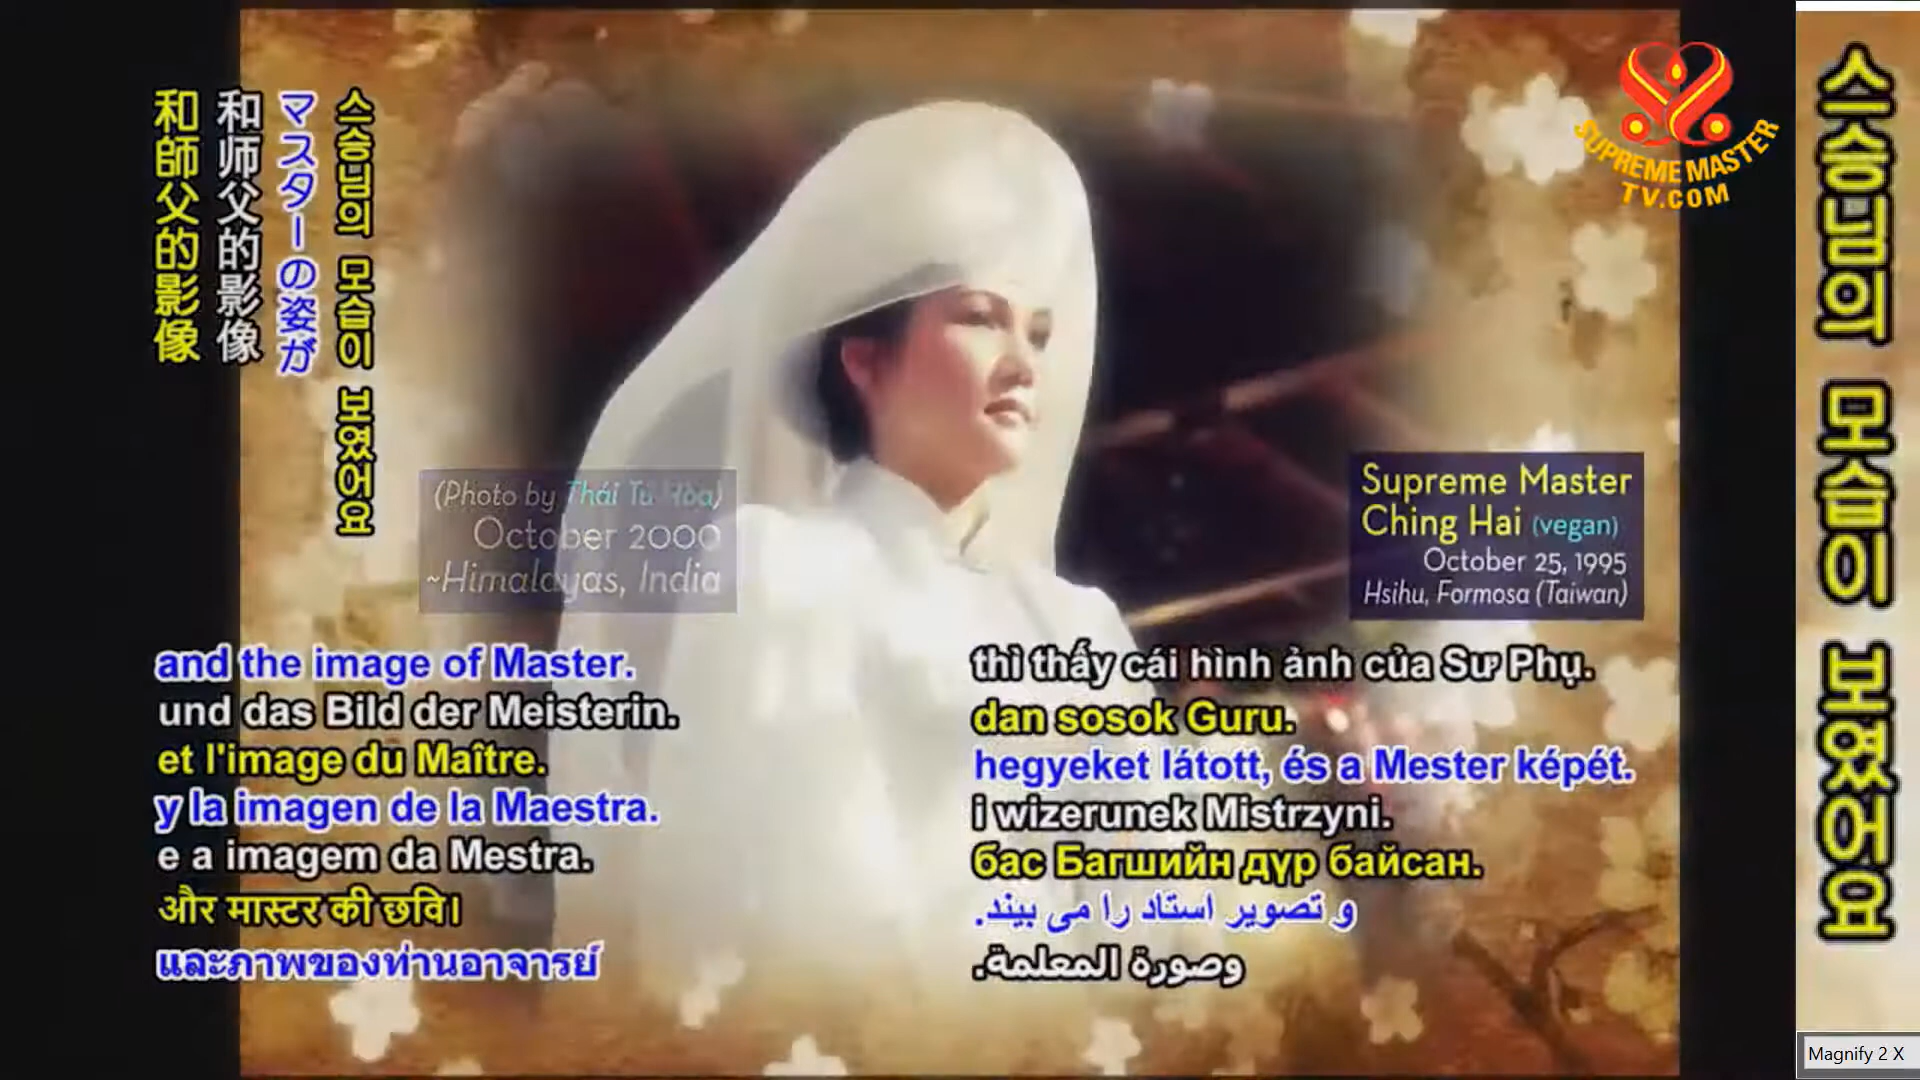 스승님의 모습이 보였어요
マスターの姿が
和师父的影像
和師父的影像
SUPREME MASTER
TV.COM
스승님의 모습이 보였어요
(Photo by Thái Tú Hòa)
October 2000
~Himalayas, India
Supreme Master
Ching Hai (vegan)
October 25, 1995
Hsihu, Formosa (Taiwan)
and the image of Master.
und das Bild der Meisterin.
et l'image du Maître.
y la imagen de la Maestra.
e a imagem da Mestra.
और मास्टर की छवि।
และภาพของท่านอาจารย์
thì thấy cái hình ảnh của Sư Phụ.
dan sosok Guru.
hegyeket látott, és a Mester képét.
i wizerunek Mistrzyni.
бас Багшийн дүр байсан.
و تصویر استاد را می بیند.
وصورة المعلمة.
Magnify 2 X